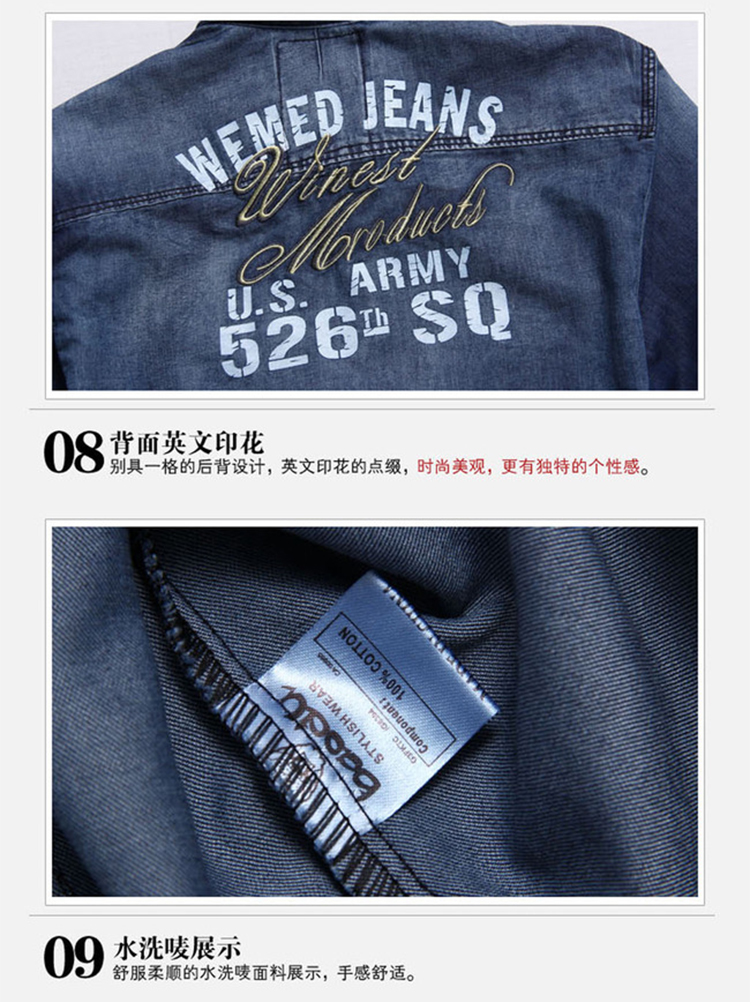 WEMED JEANS
Winest
Mroducts
U.S. ARMY
526Th SQ
08 背面英文印花
别具一格的后背设计，英文印花的点缀，时尚美观，更有独特的个性感。
Component:
100% COTTON
STYLISH WEAR
09 水洗唛展示
舒服柔顺的水洗唛面料展示，手感舒适。